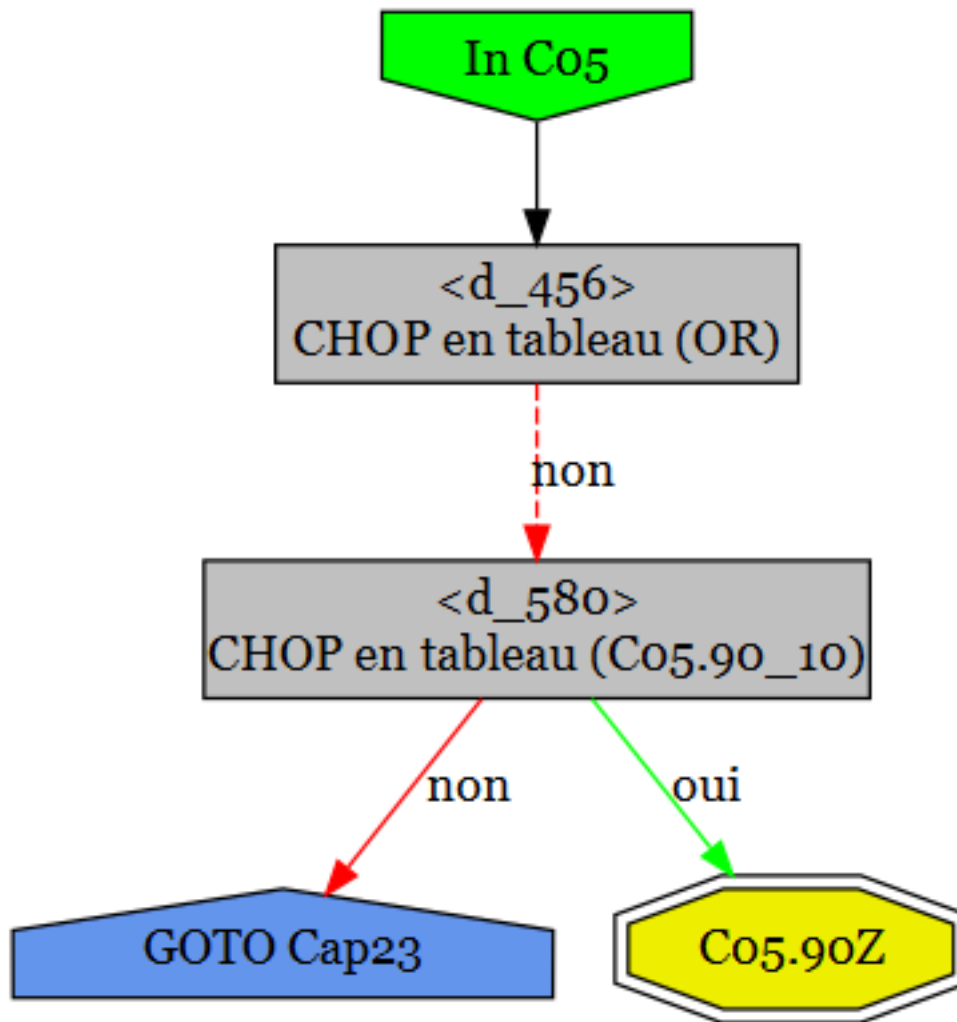 In C05
<d_456>
CHOP en tableau (OR)
non
<d_580>
CHOP en tableau (C05.90_10)
non
oui
GOTO Cap23
C05.90Z